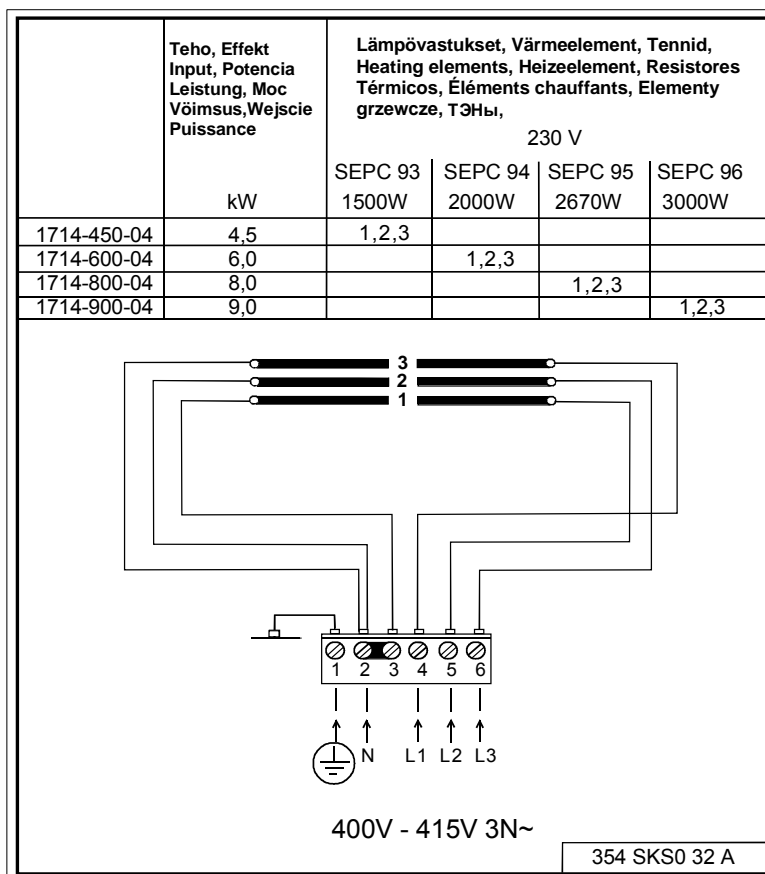 Teho, Effekt
Input, Potencia
Leistung, Moc
Vöimsus,Wejscie
Puissance
Lämpövastukset, Värmeelement, Tennid,
Heating elements, Heizeelement, Resistores
Térmicos, Éléments chauffants, Elementy
grzewcze, ТЭНы,
230 V
SEPC 93 SEPC 94 SEPC 95 SEPC 96
kW 1500W 2000W 2670W 3000W
1714-450-04 4,5 1,2,3
1714-600-04 6,0 1,2,3
1714-800-04 8,0 1,2,3
1714-900-04 9,0 1,2,3
3
2
1
1 2 3 4 5 6
N L1 L2 L3
400V - 415V 3N~
354 SKS0 32 A